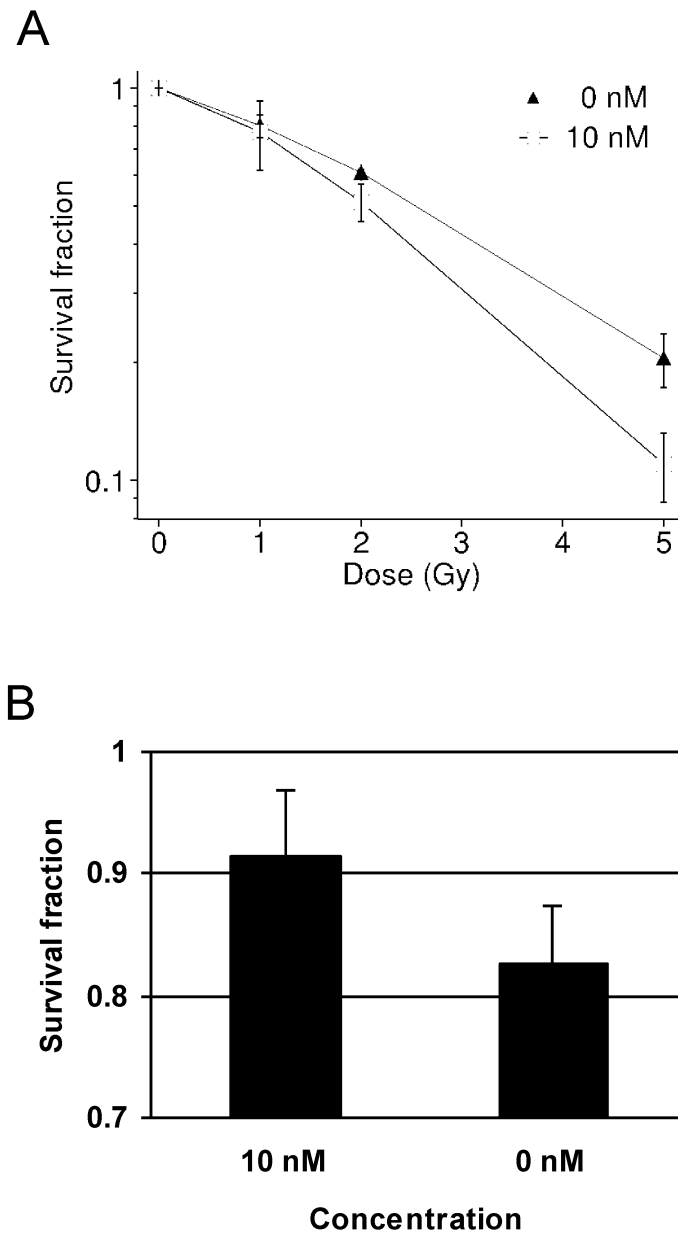 A
1
0.1
Survival fraction
0 nM
10 nM
0 1 2 3 4 5
Dose (Gy)
B
1
0.9
0.8
0.7
Survival fraction
10 nM 0 nM
Concentration